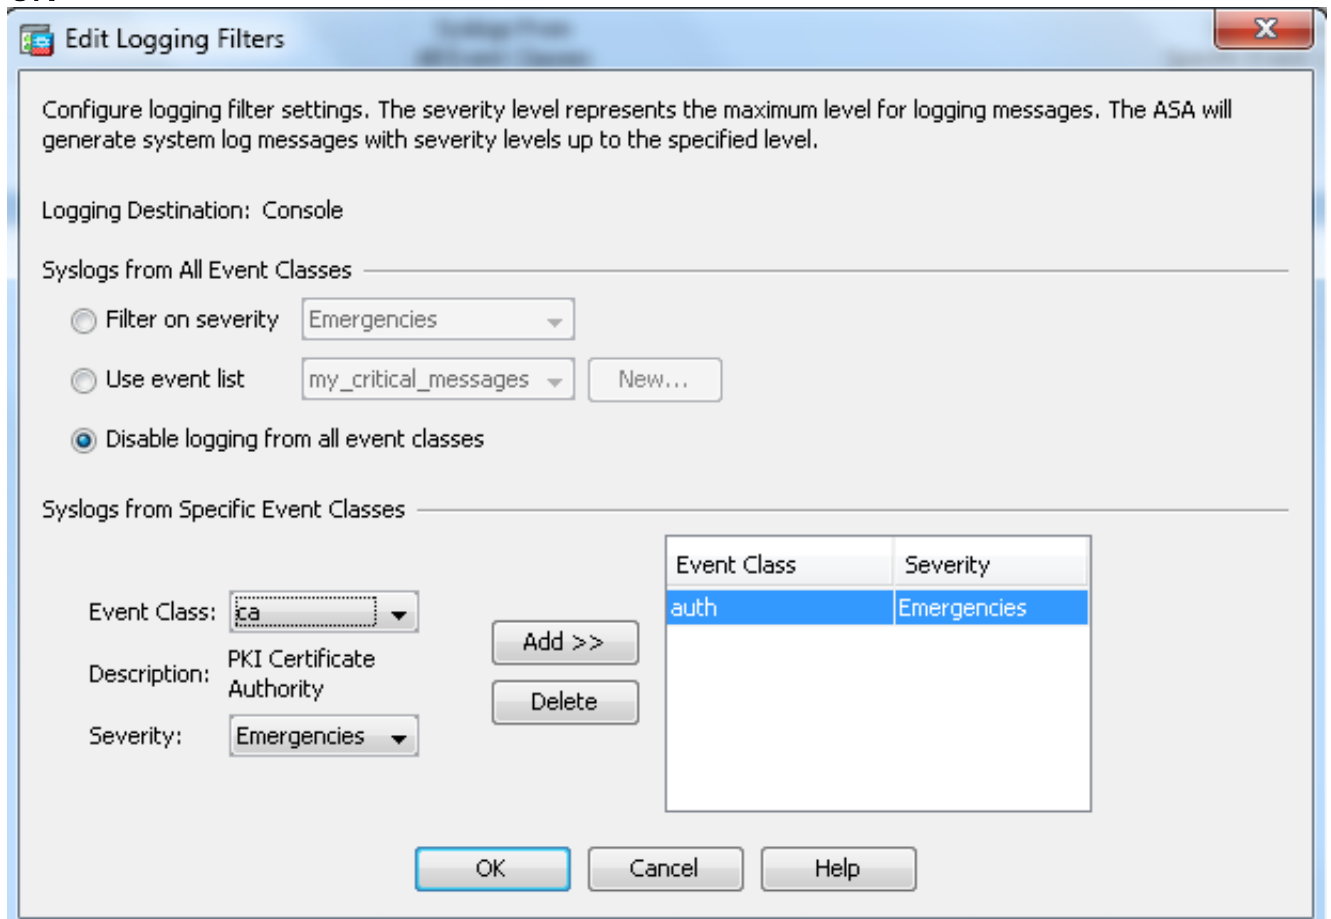 Edit Logging Filters
Configure logging filter settings. The severity level represents the maximum level for logging messages. The ASA will
generate system log messages with severity levels up to the specified level.
Logging Destination: Console
Syslogs from All Event Classes
Filter on severity Emergencies
Use event list my_critical_messages New...
Disable logging from all event classes
Syslogs from Specific Event Classes
Event Class Severity
auth Emergencies
Event Class: ca
Description: PKI Certificate
Authority
Severity: Emergencies
Add >>
Delete
OK Cancel Help